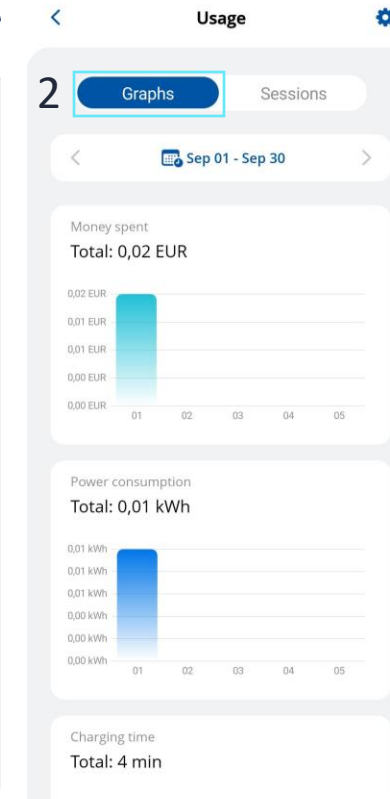 Usage
2
Graphs Sessions
Sep 01 - Sep 30
Money spent
Total: 0,02 EUR
0,02 EUR
0,01 EUR
0,01 EUR
0,00 EUR
0,00 EUR
01 02 03 04 05
Power consumption
Total: 0,01 kWh
0,01 kWh
0,01 kWh
0,01 kWh
0,00 kWh
0,00 kWh
0,00 kWh
01 02 03 04 05
Charging time
Total: 4 min